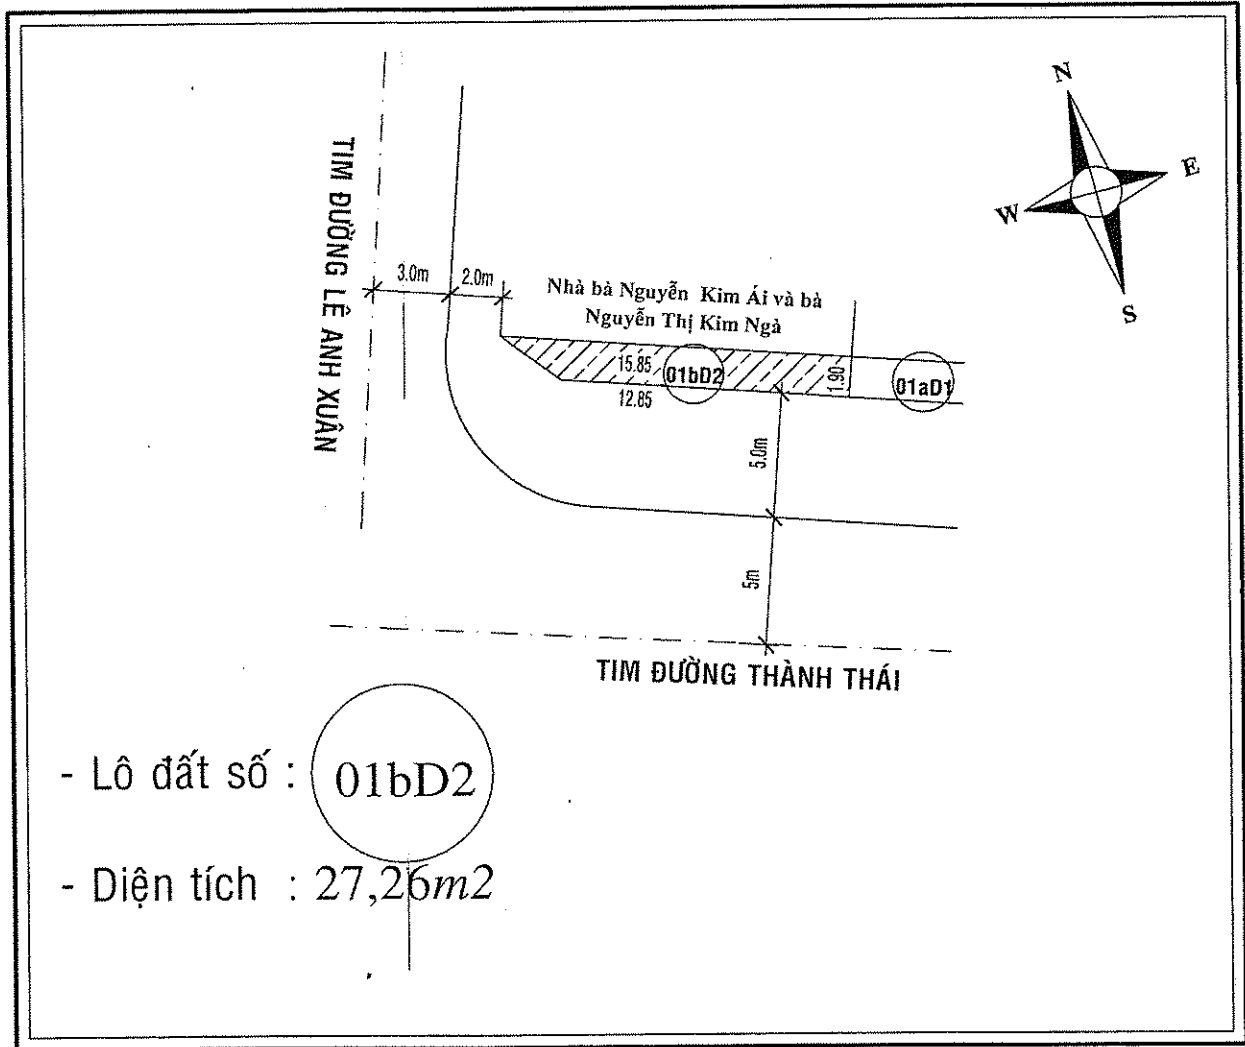 N
E
W
S
TIM ĐƯỜNG LÊ ANH XUÂN
3.0m
2.0m
Nhà bà Nguyễn Kim Ái và bà
Nguyễn Thị Kim Ngà
15.85
01bD2
1.90
01aD1
12.85
5.0m
5m
TIM ĐƯỜNG THÀNH THÁI
- Lô đất số : 01bD2
- Diện tích : 27,26m2